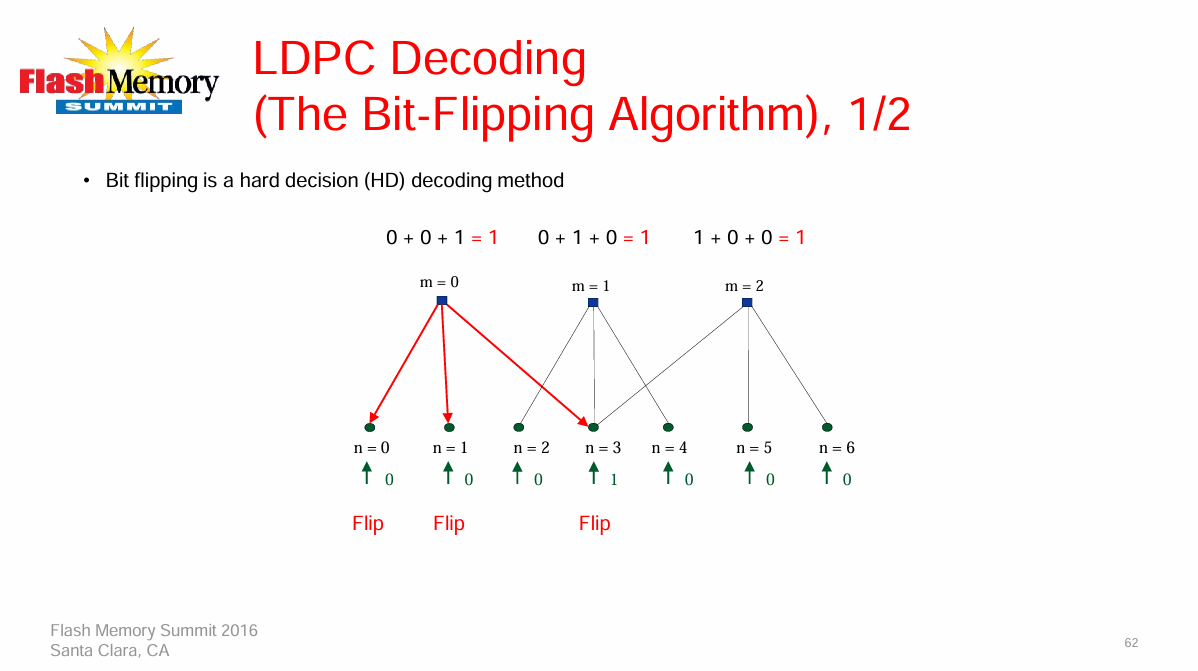 Flash Memory
SUMMIT
LDPC Decoding
(The Bit-Flipping Algorithm), 1/2
• Bit flipping is a hard decision (HD) decoding method
0 + 0 + 1 = 1 0 + 1 + 0 = 1 1 + 0 + 0 = 1
m = 0 m = 1 m = 2
n = 0 n = 1 n = 2 n = 3 n = 4 n = 5 n = 6
0 0 0 1 0 0 0
Flip Flip Flip
Flash Memory Summit 2016
Santa Clara, CA
62